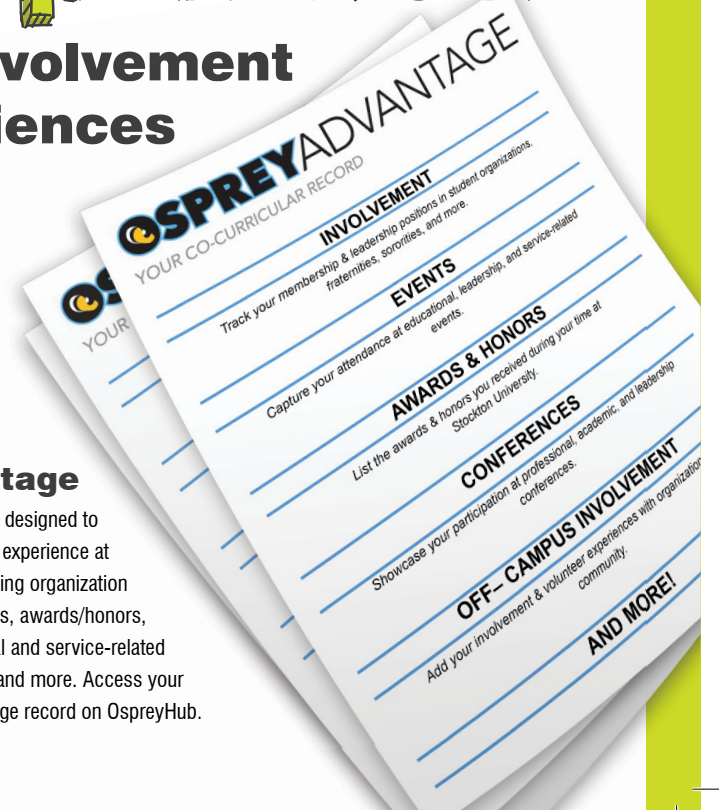 volvement
iences
OSPREYADVANTAGE
YOUR CO-CURRICULAR RECORD
INVOLVEMENT
Track your membership & leadership positions in student organizations,
fraternities, sororities, and more.
EVENTS
Capture your attendance at educational, leadership, and service-related
events.
AWARDS & HONORS
List the awards & honors you received during your time at
Stockton University.
CONFERENCES
Showcase your participation at professional, academic, and leadership
conferences.
OFF– CAMPUS INVOLVEMENT
Add your involvement & volunteer experiences with organization
community.
AND MORE!
OS
YOUR
tage
designed to
experience at
ing organization
s, awards/honors,
l and service-related
and more. Access your
ge record on OspreyHub.